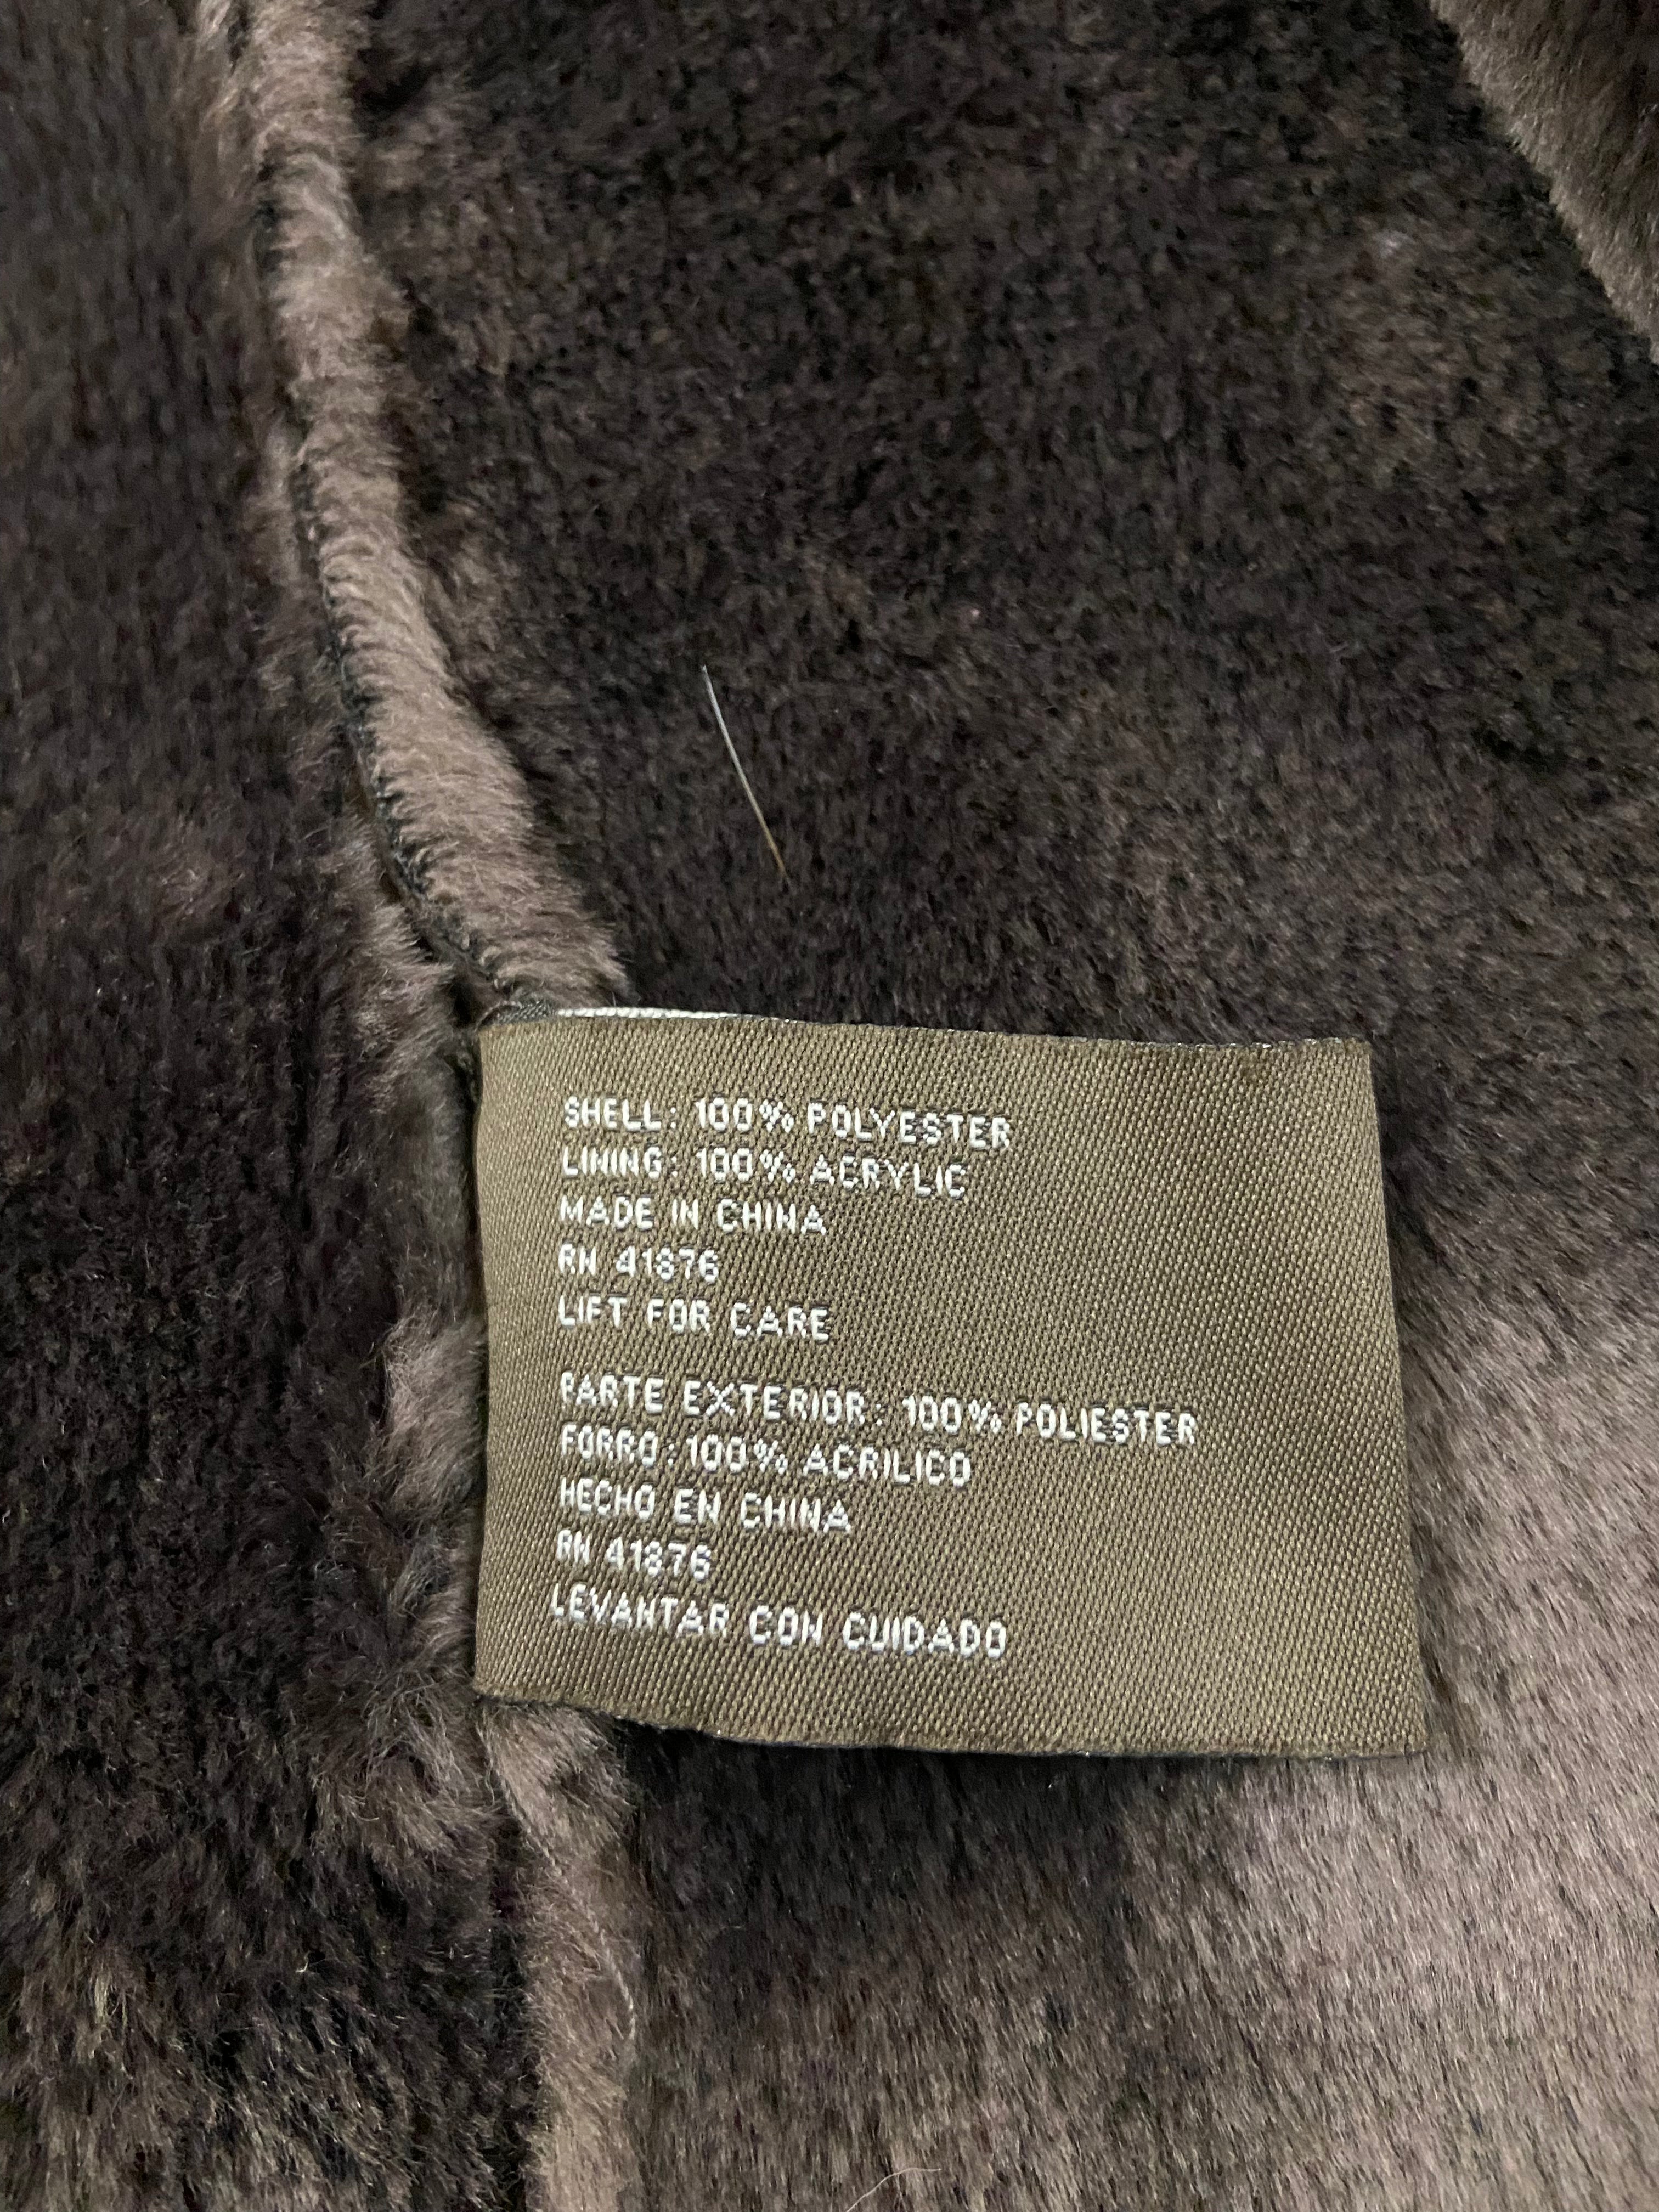 SHELL: 100% POLYESTER
LINING: 100% ACRYLIC
MADE IN CHINA
RN 41876
LIFT FOR CARE
PARTE EXTERIOR: 100% POLIESTER
FORRO: 100% ACRILICO
HECHO EN CHINA
RN 41876
LEVANTAR CON CUIDADO